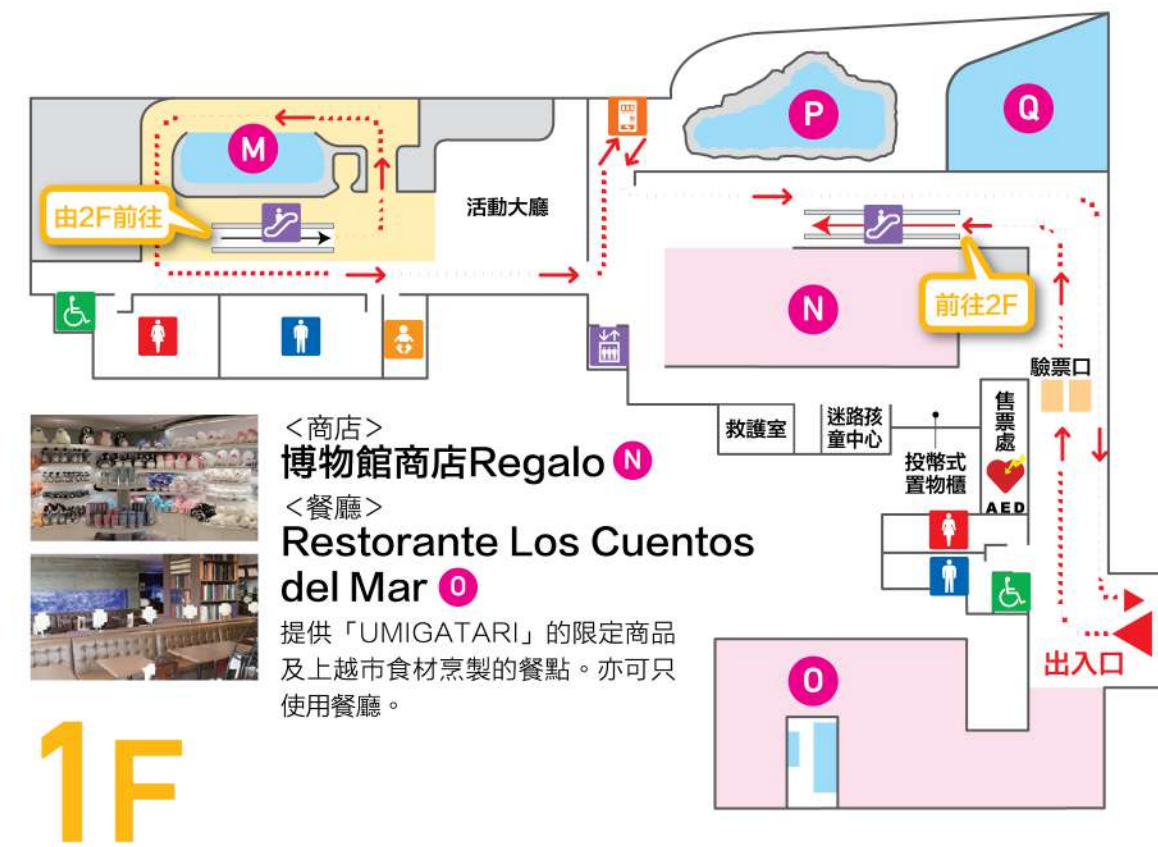 P
Q
M
活動大廳
由2F前往
前往2F
N
驗票口
售票處
救護室
迷路孩
童中心
投幣式
置物櫃
AED
<商店>
博物館商店Regalo N
<餐廳>
Restorante Los Cuentos
del Mar O
提供「UMIGATARI」的限定商品
及上越市食材烹製的餐點。亦可只
使用餐廳。
出入口
O
1F